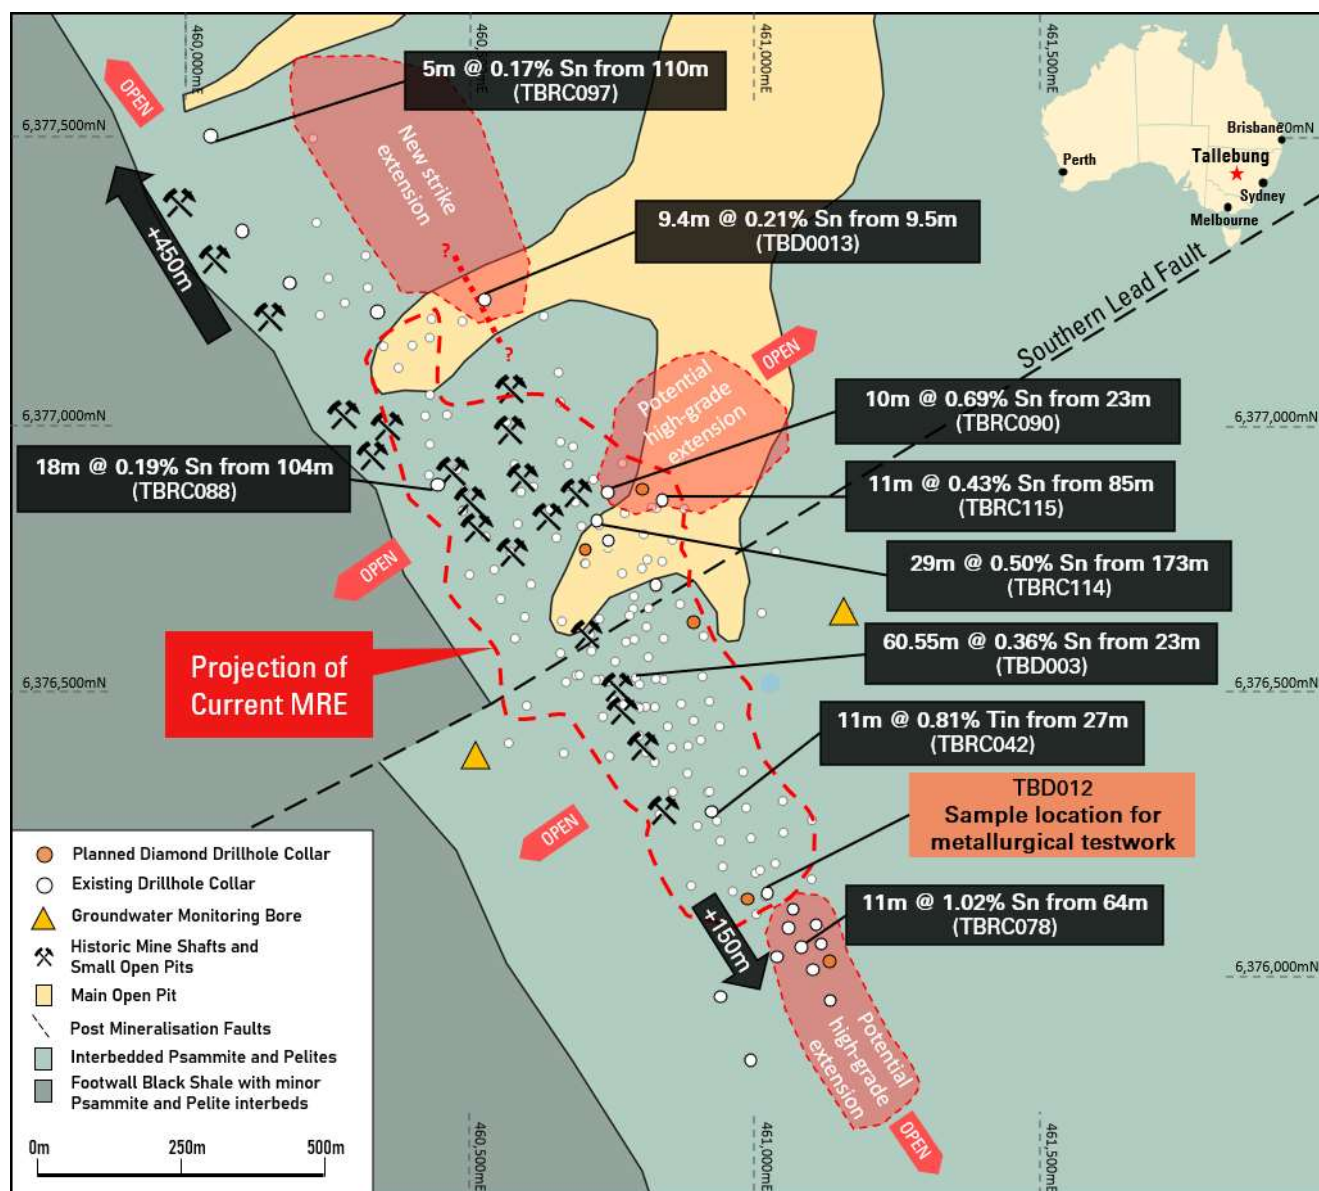 460,000mE
461,000mE
461,500mE
5m @ 0.17% Sn from 110m
(TBRC097)
OPEN
6,377,500mN
New strike
extension
Brisbane
20mN
Perth
Tallebung
Sydney
Melbourne
+450m
9.4m @ 0.21% Sn from 9.5m
(TBD0013)
?
?
Southern Lead Fault
OPEN
Potential
high-grade
extension
10m @ 0.69% Sn from 23m
(TBRC090)
6,377,000mN
6,377,000mN
18m @ 0.19% Sn from 104m
(TBRC088)
11m @ 0.43% Sn from 85m
(TBRC115)
OPEN
29m @ 0.50% Sn from 173m
(TBRC114)
Projection of
Current MRE
60.55m @ 0.36% Sn from 23m
(TBD003)
6,376,500mN
6,376,500mN
11m @ 0.81% Tin from 27m
(TBRC042)
TBD012
Sample location for
metallurgical testwork
OPEN
+150m
11m @ 1.02% Sn from 64m
(TBRC078)
6,376,000mN
Potential
high-grade
extension
OPEN
Planned Diamond Drillhole Collar
Existing Drillhole Collar
Groundwater Monitoring Bore
Historic Mine Shafts and
Small Open Pits
Main Open Pit
Post Mineralisation Faults
Interbedded Psammite and Pelites
Footwall Black Shale with minor
Psammite and Pelite interbeds
0m
250m
500m
460,500mE
461,000mE
461,500mE